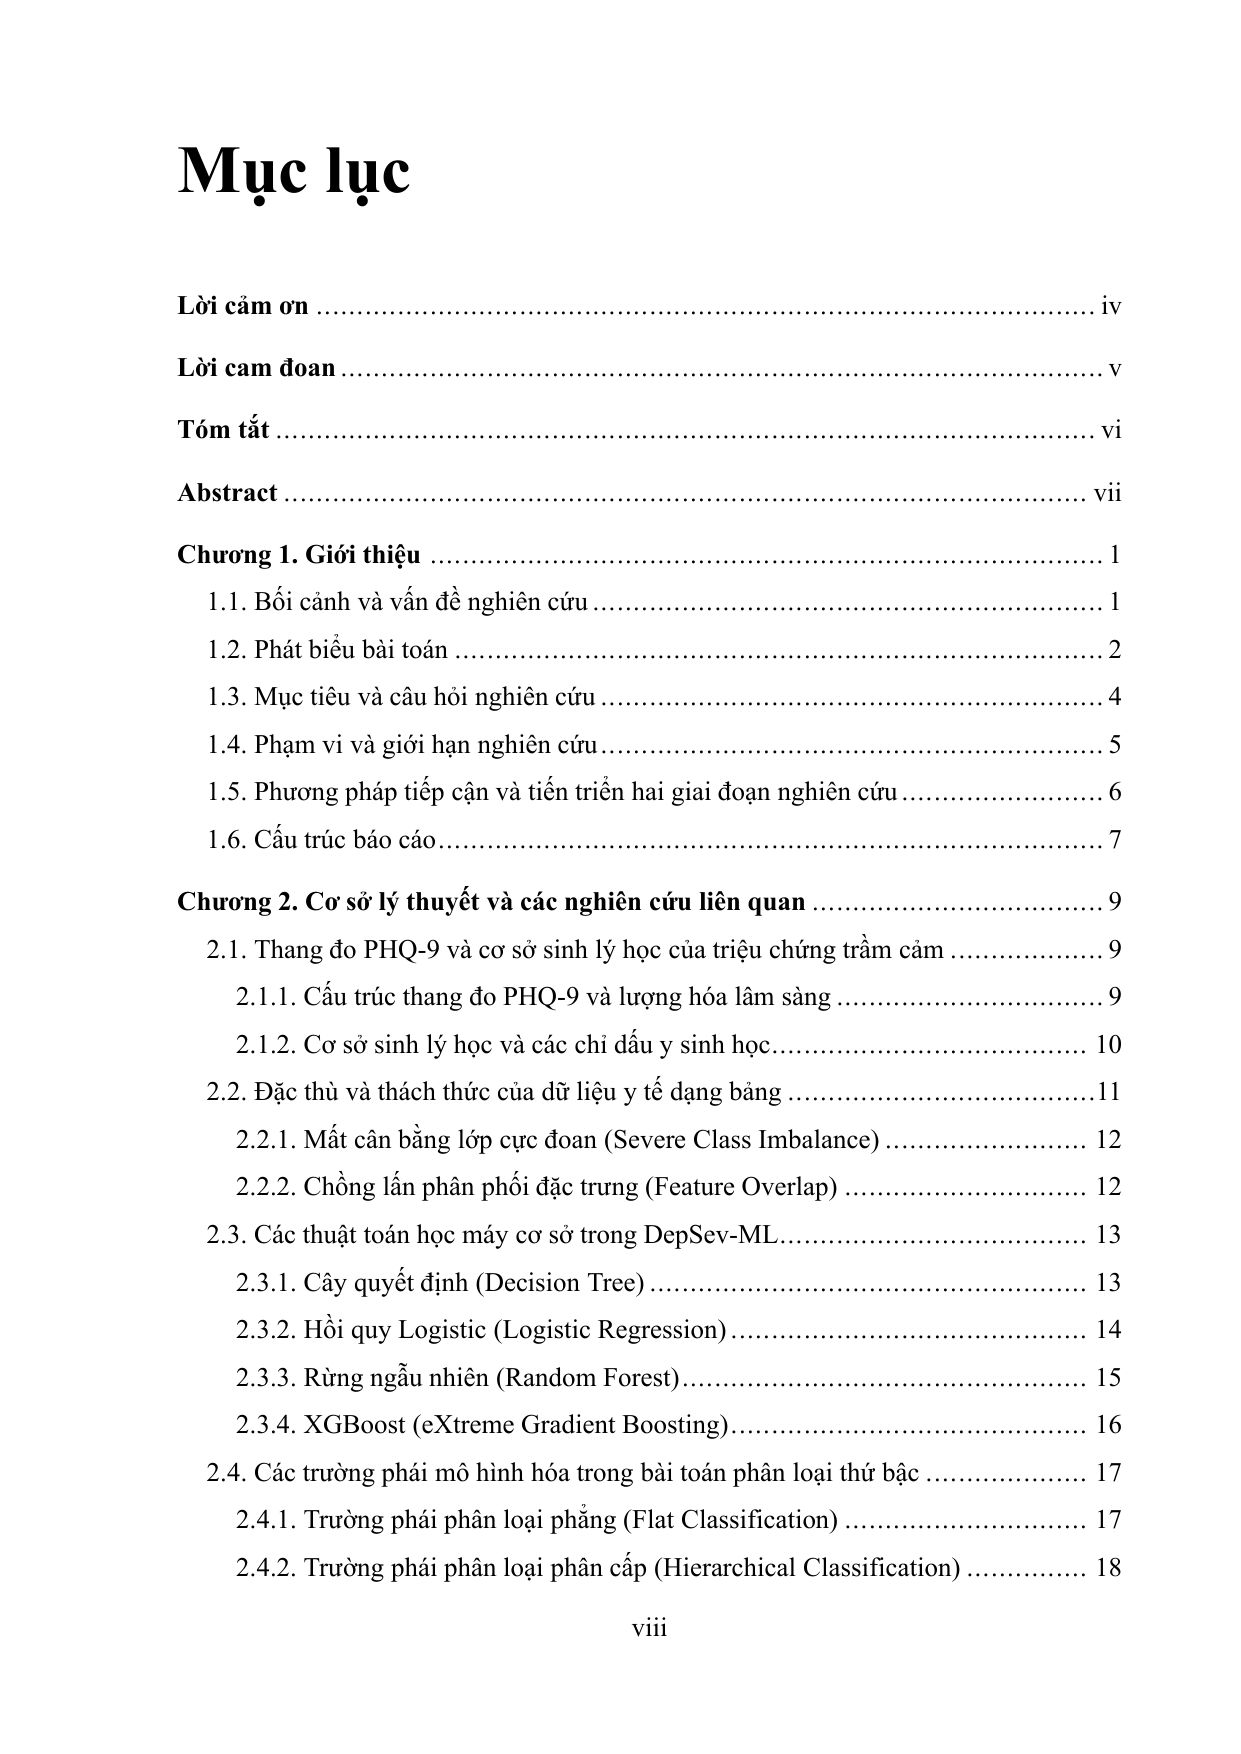 Mục lục
Lời cảm ơn ........ iv
Lời cam đoan ........ v
Tóm tắt ........ vi
Abstract ........ vii
Chương 1. Giới thiệu ........ 1
1.1. Bối cảnh và vấn đề nghiên cứu ........ 1
1.2. Phát biểu bài toán ........ 2
1.3. Mục tiêu và câu hỏi nghiên cứu ........ 4
1.4. Phạm vi và giới hạn nghiên cứu ........ 5
1.5. Phương pháp tiếp cận và tiến triển hai giai đoạn nghiên cứu ........ 6
1.6. Cấu trúc báo cáo ........ 7
Chương 2. Cơ sở lý thuyết và các nghiên cứu liên quan ........ 9
2.1. Thang đo PHQ-9 và cơ sở sinh lý học của triệu chứng trầm cảm ........ 9
2.1.1. Cấu trúc thang đo PHQ-9 và lượng hóa lâm sàng ........ 9
2.1.2. Cơ sở sinh lý học và các chỉ dấu y sinh học ........ 10
2.2. Đặc thù và thách thức của dữ liệu y tế dạng bảng ........ 11
2.2.1. Mất cân bằng lớp cực đoan (Severe Class Imbalance) ........ 12
2.2.2. Chồng lấn phân phối đặc trưng (Feature Overlap) ........ 12
2.3. Các thuật toán học máy cơ sở trong DepSev-ML ........ 13
2.3.1. Cây quyết định (Decision Tree) ........ 13
2.3.2. Hồi quy Logistic (Logistic Regression) ........ 14
2.3.3. Rừng ngẫu nhiên (Random Forest) ........ 15
2.3.4. XGBoost (eXtreme Gradient Boosting) ........ 16
2.4. Các trường phái mô hình hóa trong bài toán phân loại thứ bậc ........ 17
2.4.1. Trường phái phân loại phẳng (Flat Classification) ........ 17
2.4.2. Trường phái phân loại phân cấp (Hierarchical Classification) ........ 18
viii